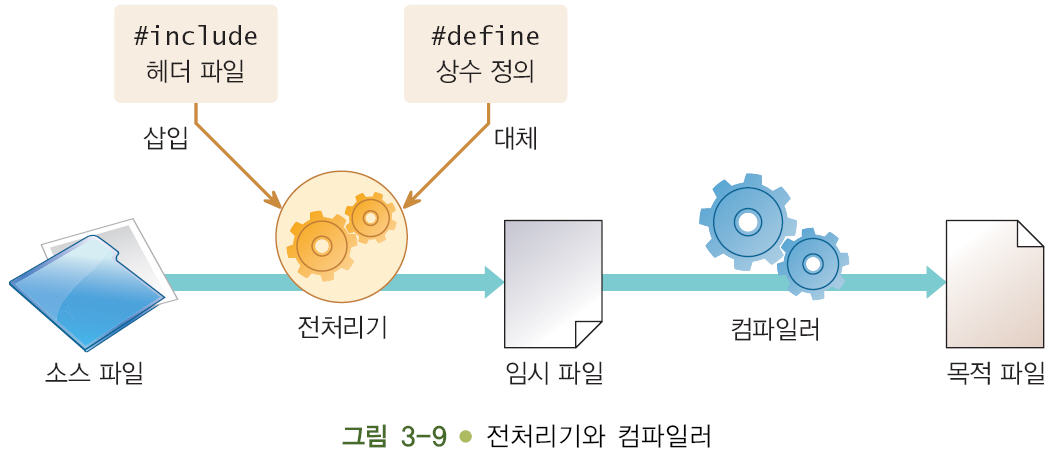 #include
헤더 파일
#define
상수 정의
삽입
대체
전처리기
컴파일러
소스 파일
임시 파일
목적 파일
그림 3-9 ● 전처리기와 컴파일러